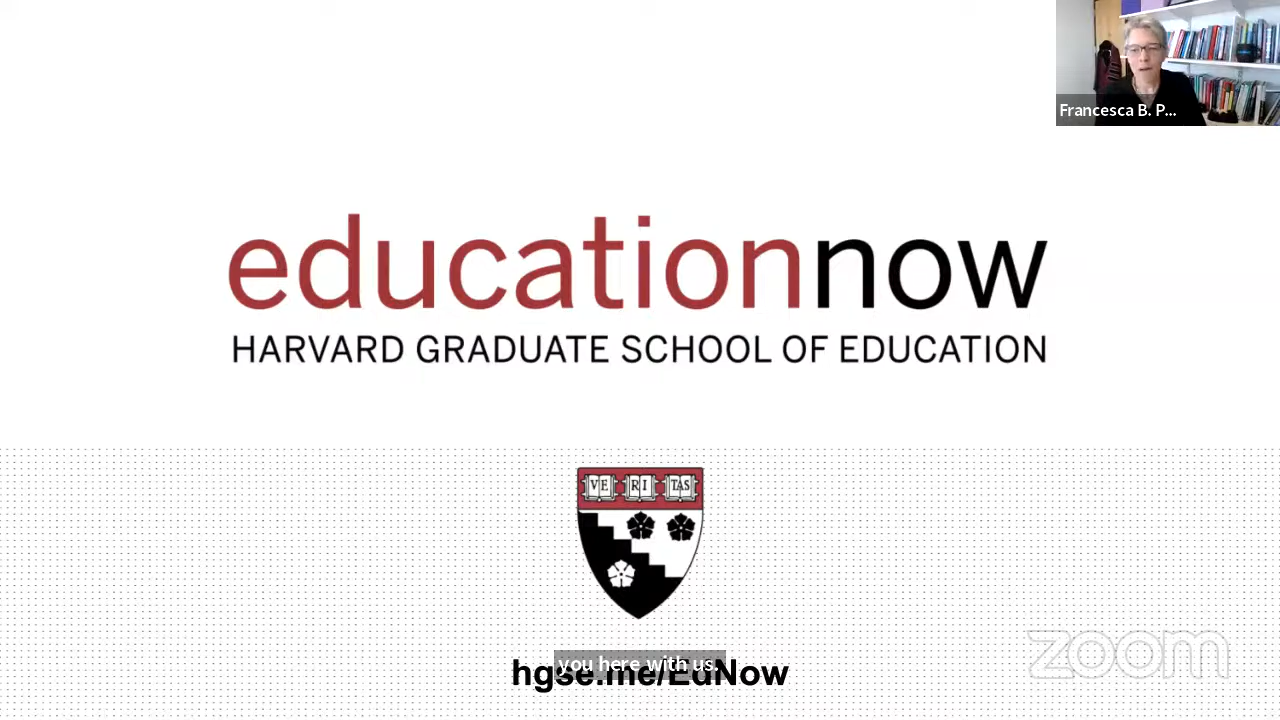 Francesca B. P...
educationnow
HARVARD GRADUATE SCHOOL OF EDUCATION
VE RI TAS
you here with us.
hgse.me/EdNow
zoom